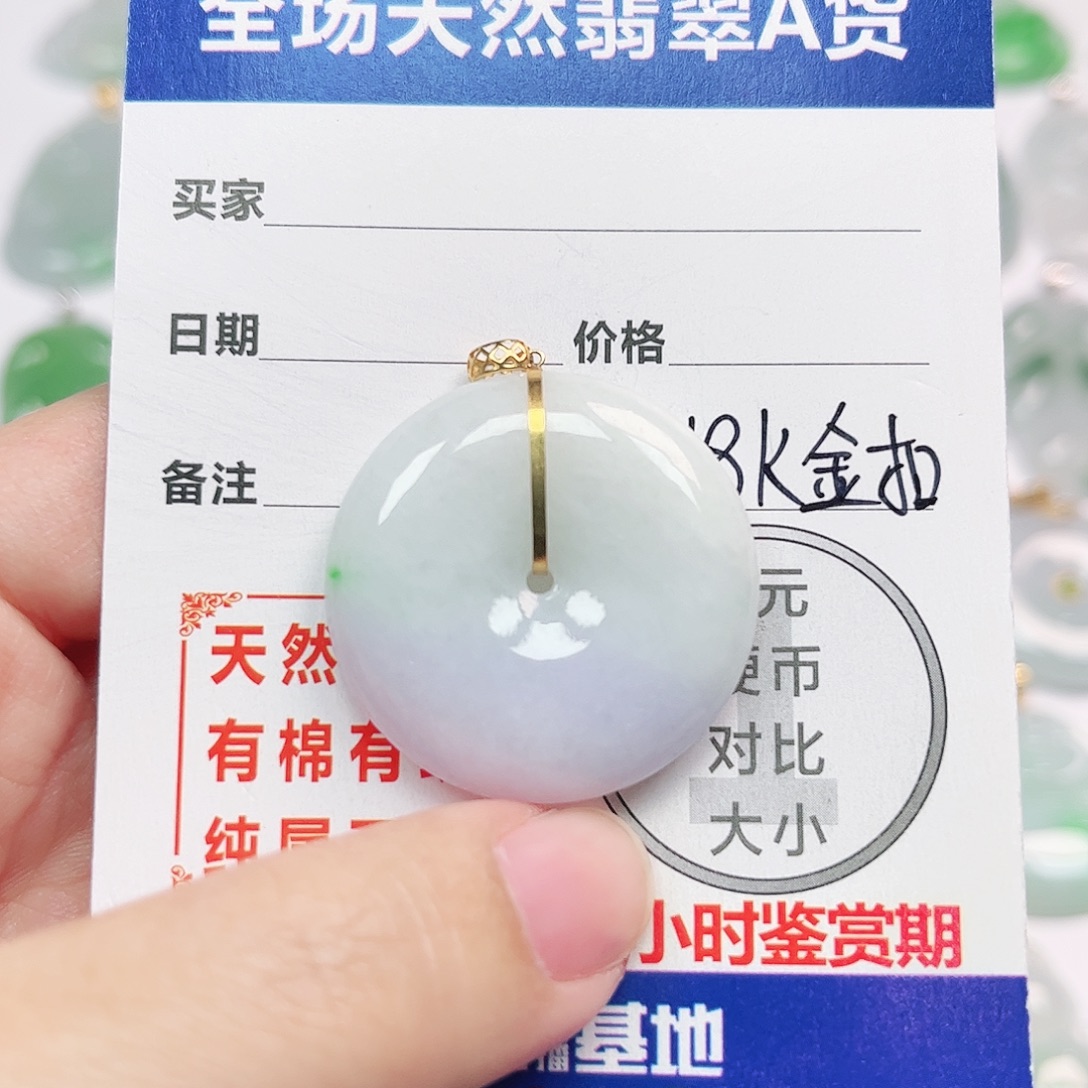 全场天然翡翠A货
买家
日期
价格
备注
18K金扣
元
硬币
对比
大小
天然
有棉有
纯属
小时鉴赏期
基地